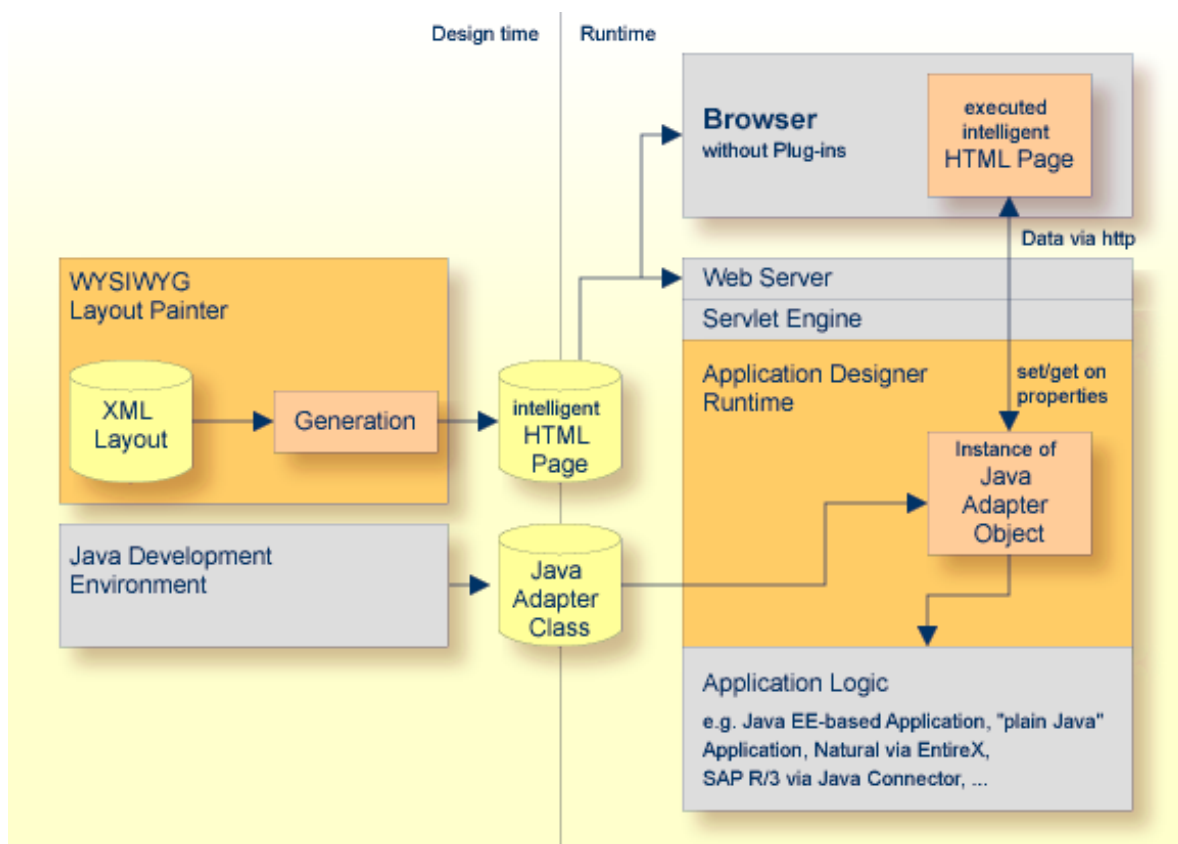 Design time
Runtime
Browser
without Plug-ins
executed
intelligent
HTML Page
Data via http
WYSIWYG
Layout Painter
XML
Layout
Generation
intelligent
HTML
Page
Web Server
Servlet Engine
Application Designer
Runtime
set/get on
properties
Instance of
Java
Adapter
Object
Java Development
Environment
Java
Adapter
Class
Application Logic
e.g. Java EE-based Application, "plain Java"
Application, Natural via EntireX,
SAP R/3 via Java Connector, ...